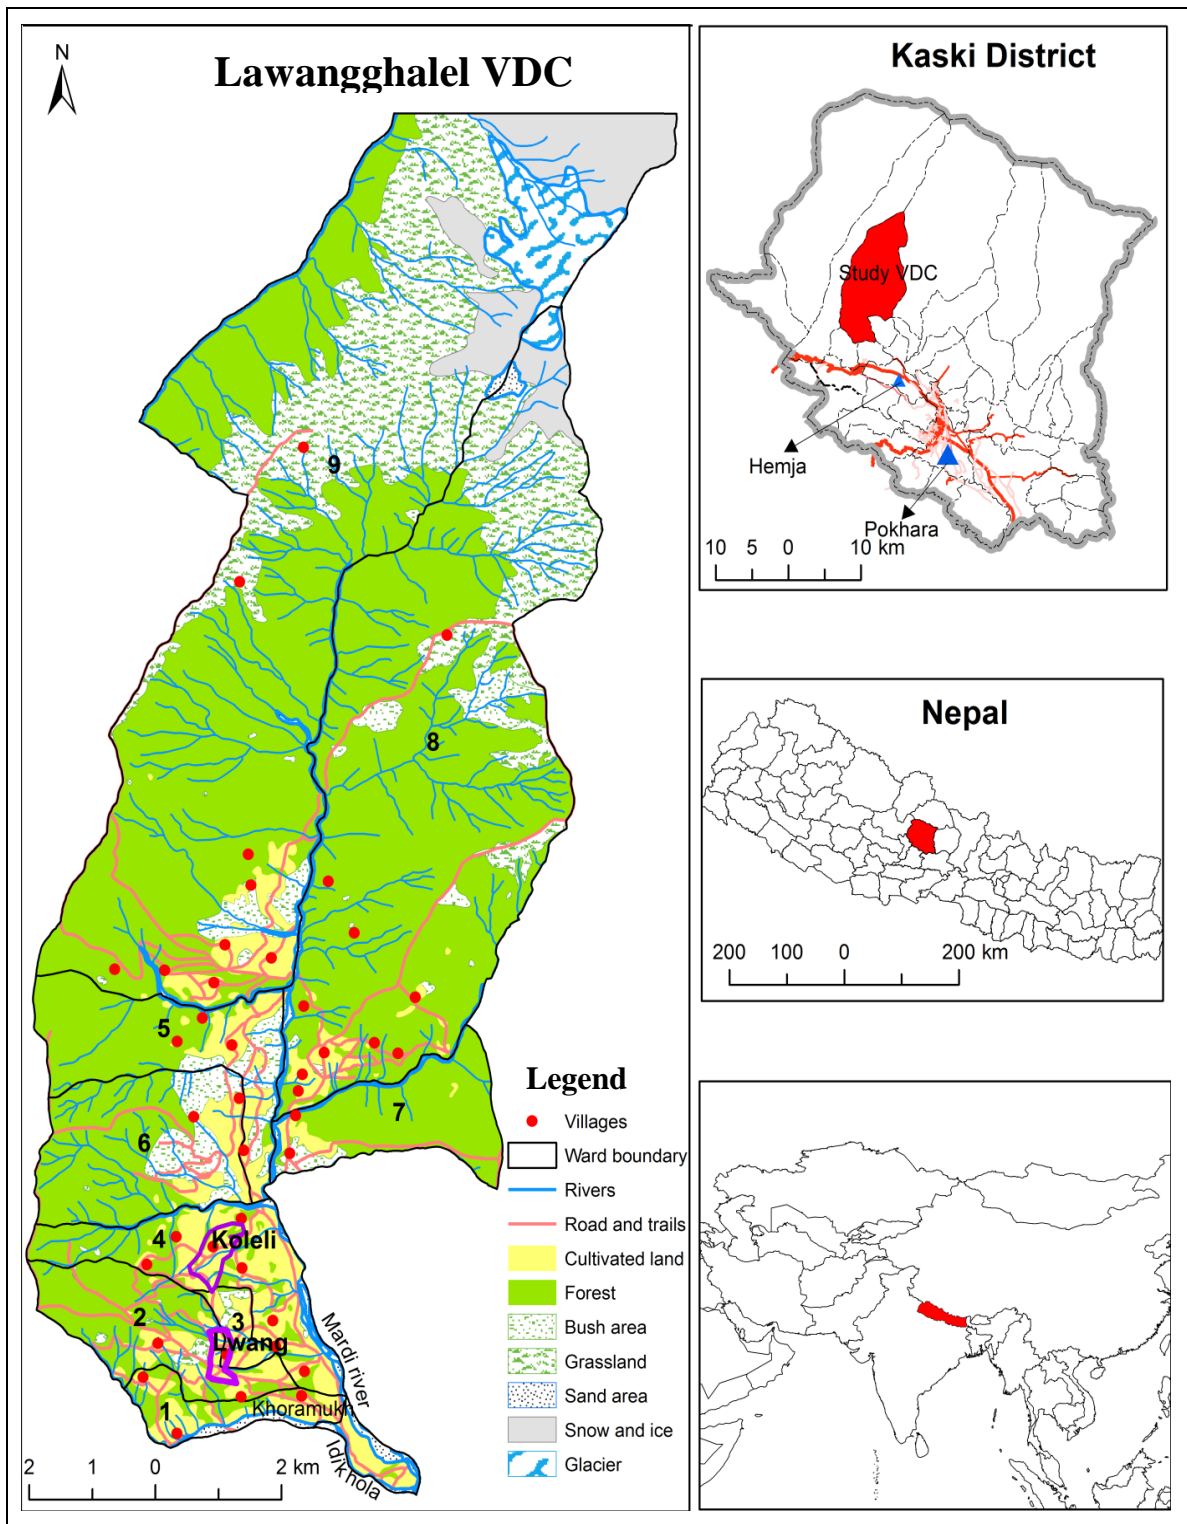 N
Lawangghalel VDC
9
8
5
7
6
4
Koleli
2
3
Lwang
1
Khoramukh
Mardi river
Idikhola
2 1 0 2 km
Legend
Villages
Ward boundary
Rivers
Road and trails
Cultivated land
Forest
Bush area
Grassland
Sand area
Snow and ice
Glacier
Kaski District
Study VDC
Hemja
Pokhara
10 5 0 10 km
Nepal
200 100 0 200 km